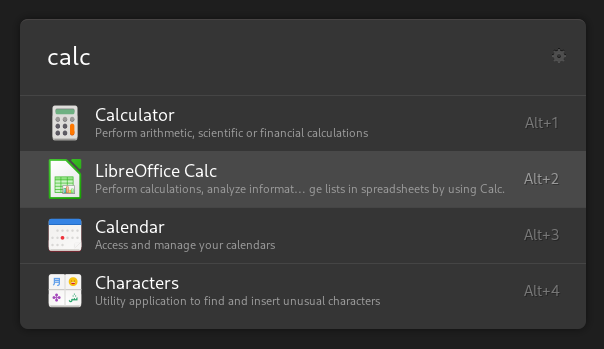 calc
Calculator
Perform arithmetic, scientific or financial calculations
Alt+1
LibreOffice Calc
Perform calculations, analyze informat... ge lists in spreadsheets by using Calc.
Alt+2
Calendar
Access and manage your calendars
Alt+3
Characters
Utility application to find and insert unusual characters
Alt+4